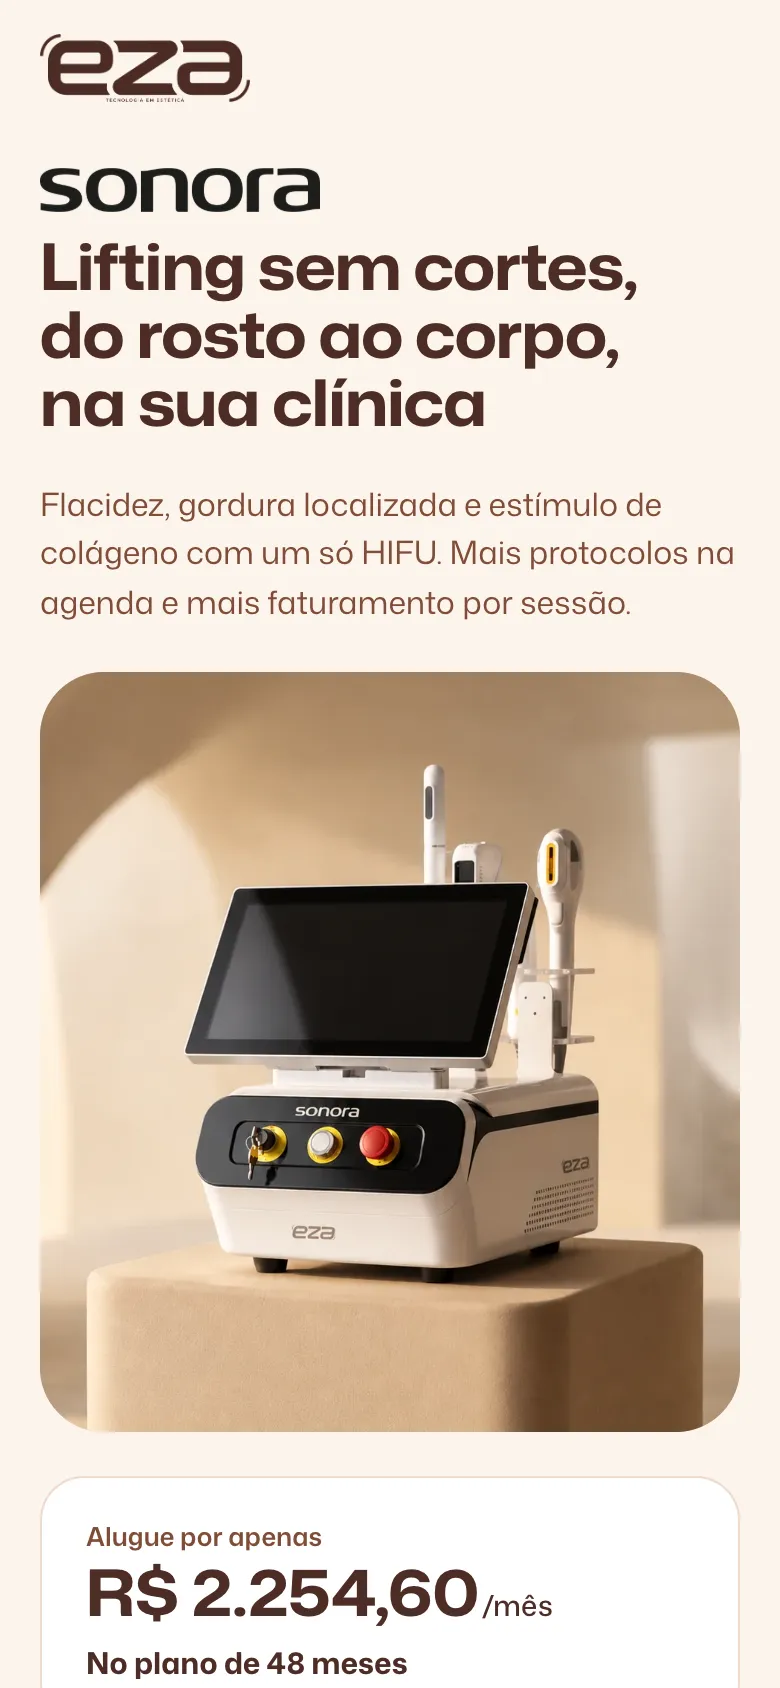 eza
TECNOLOGIA EM ESTÉTICA
sonora
Lifting sem cortes,
do rosto ao corpo,
na sua clínica
Flacidez, gordura localizada e estímulo de
colágeno com um só HIFU. Mais protocolos na
agenda e mais faturamento por sessão.
sonora
eza
eza
Alugue por apenas
R$ 2.254,60/mês
No plano de 48 meses